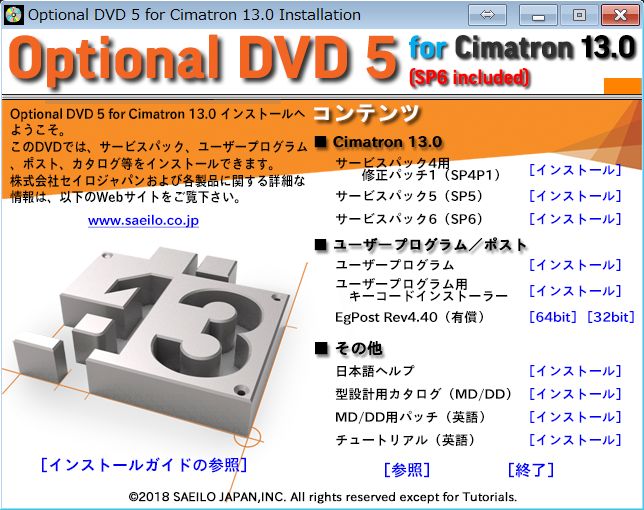 Optional DVD 5 for Cimatron 13.0 Installation
Optional DVD 5 for Cimatron 13.0
(SP6 included)
Optional DVD 5 for Cimatron 13.0 インストールへ
ようこそ。
このDVDでは、サービスパック、ユーザープログラム
、ポスト、カタログ等をインストールできます。
株式会社セイロジャパンおよび各製品に関する詳細な
情報は、以下のWebサイトをご覧下さい。
www.saeilo.co.jp
13
[インストールガイドの参照]
コンテンツ
■ Cimatron 13.0
サービスパック4用
修正パッチ1（SP4P1） [インストール]
サービスパック5（SP5） [インストール]
サービスパック6（SP6） [インストール]
■ ユーザープログラム／ポスト
ユーザープログラム [インストール]
ユーザープログラム用
キーコードインストーラー [インストール]
EgPost Rev4.40（有償） [64bit] [32bit]
■ その他
日本語ヘルプ [インストール]
型設計用カタログ（MD/DD） [インストール]
MD/DD用パッチ（英語） [インストール]
チュートリアル（英語） [インストール]
[参照] [終了]
©2018 SAEILO JAPAN,INC. All rights reserved except for Tutorials.